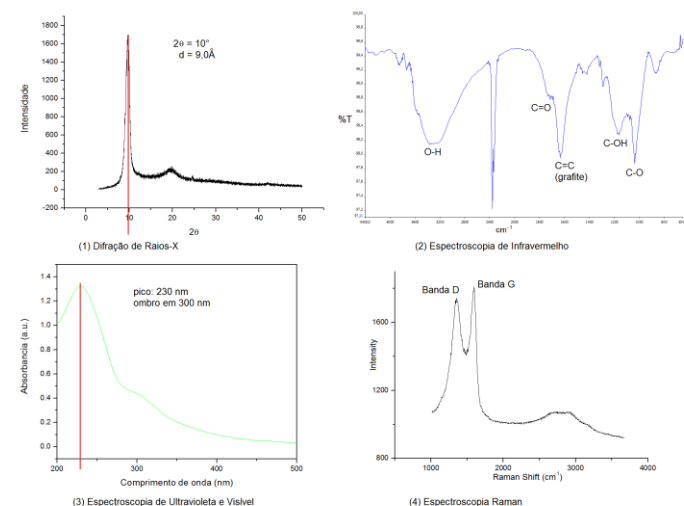 1800
1600
1400
1200
1000
800
600
400
200
0
-200
Intensidade
2θ = 10°
d = 9,0Å
0 10 20 30 40 50
2θ
(1) Difração de Raios-X
%T
O-H
C=O
C=C
(grafite)
C-OH
C-O
cm⁻¹
(2) Espectroscopia de Infravermelho
1.4
1.2
1.0
0.8
0.6
0.4
0.2
0.0
Absorbancia (a.u.)
pico: 230 nm
ombro em 300 nm
200 300 400 500
Comprimento de onda (nm)
(3) Espectroscopia de Ultravioleta e Visível
Banda D
Banda G
1600
1200
800
Intensity
1000 2000 3000 4000
Raman Shift (cm⁻¹)
(4) Espectroscopia Raman